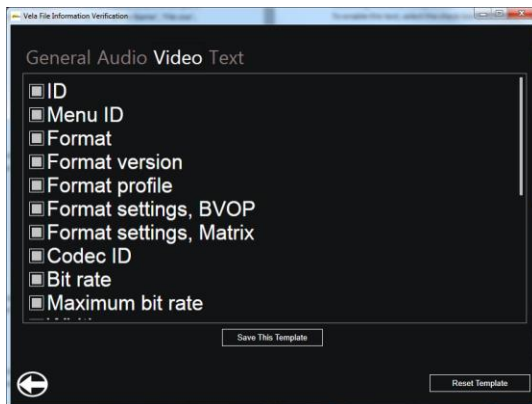 Vela File Information Verification
General Audio Video Text
ID
Menu ID
Format
Format version
Format profile
Format settings, BVOP
Format settings, Matrix
Codec ID
Bit rate
Maximum bit rate
Save This Template
Reset Template